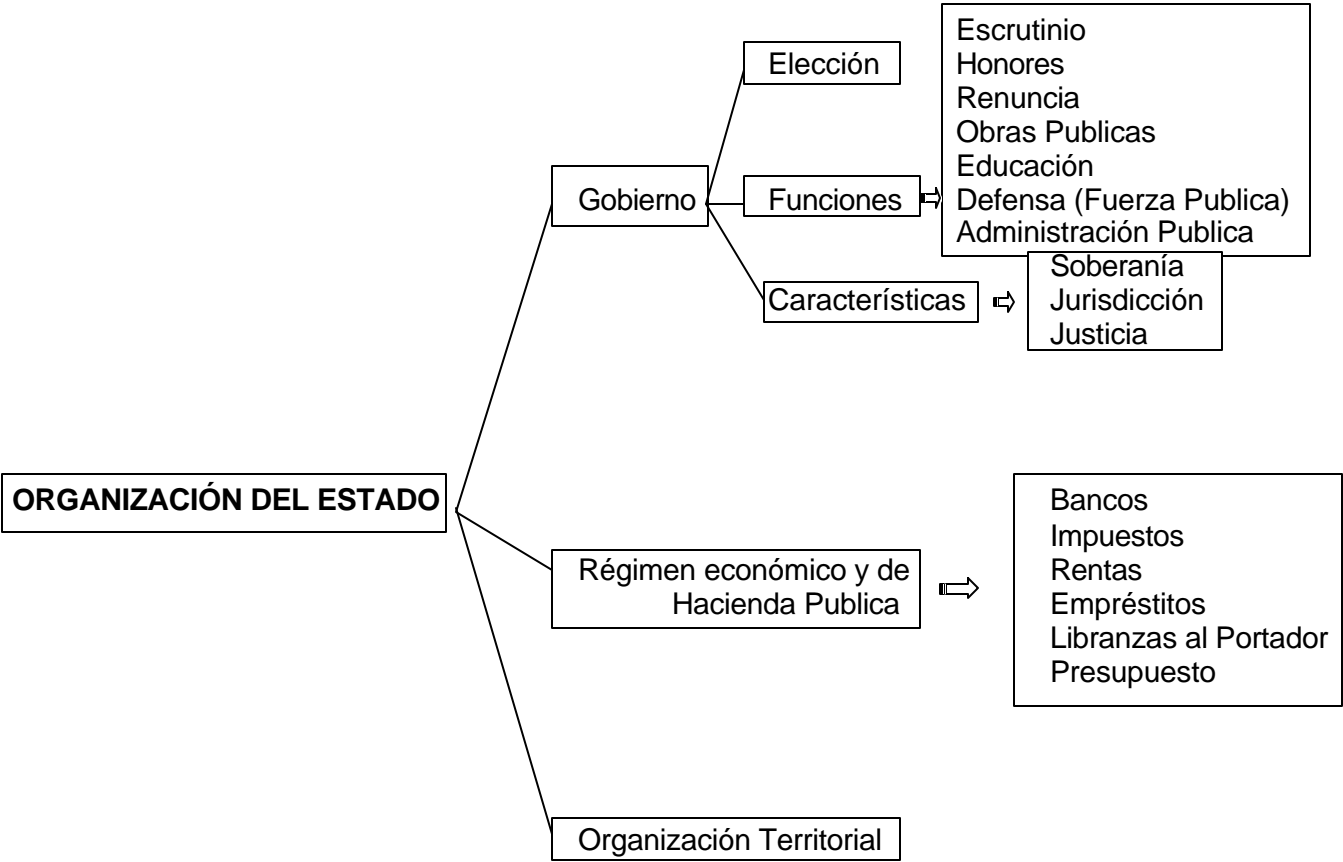 Elección
Escrutinio
Honores
Renuncia
Obras Publicas
Educación
Defensa (Fuerza Publica)
Administración Publica
Gobierno
Funciones
Características
Soberanía
Jurisdicción
Justicia
ORGANIZACIÓN DEL ESTADO
Régimen económico y de
Hacienda Publica
Bancos
Impuestos
Rentas
Empréstitos
Libranzas al Portador
Presupuesto
Organización Territorial